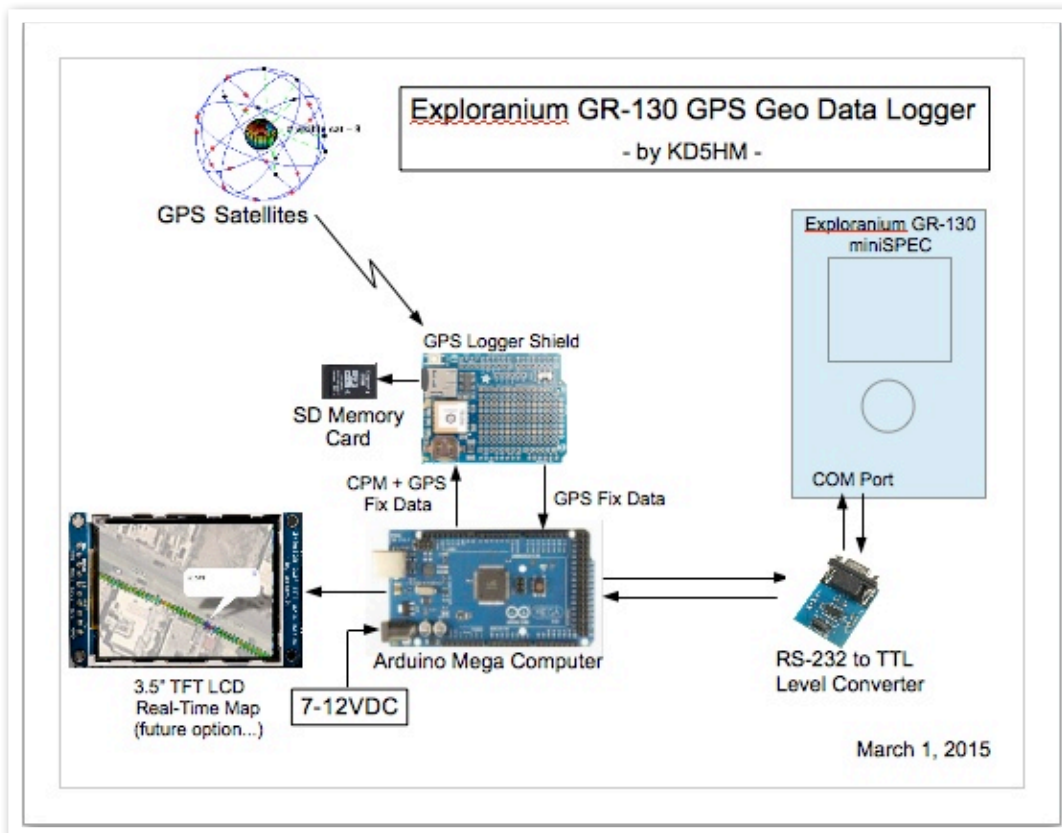 Exploranium GR-130 GPS Geo Data Logger
- by KD5HM -
GPS Satellites
Exploranium GR-130
miniSPEC
GPS Logger Shield
SD Memory
Card
CPM + GPS
Fix Data
GPS Fix Data
COM Port
Arduino Mega Computer
RS-232 to TTL
Level Converter
3.5" TFT LCD
Real-Time Map
(future option...)
7-12VDC
March 1, 2015